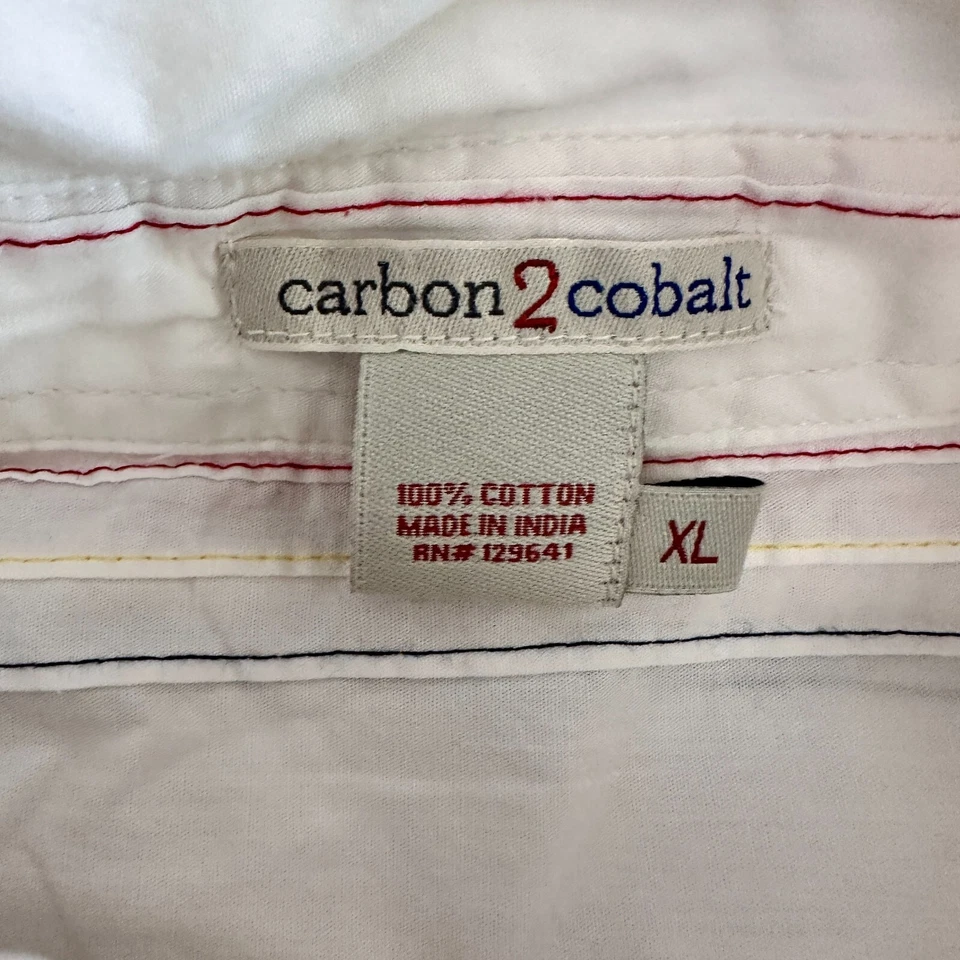 carbon2cobalt
100% COTTON
MADE IN INDIA
RN# 129641
XL